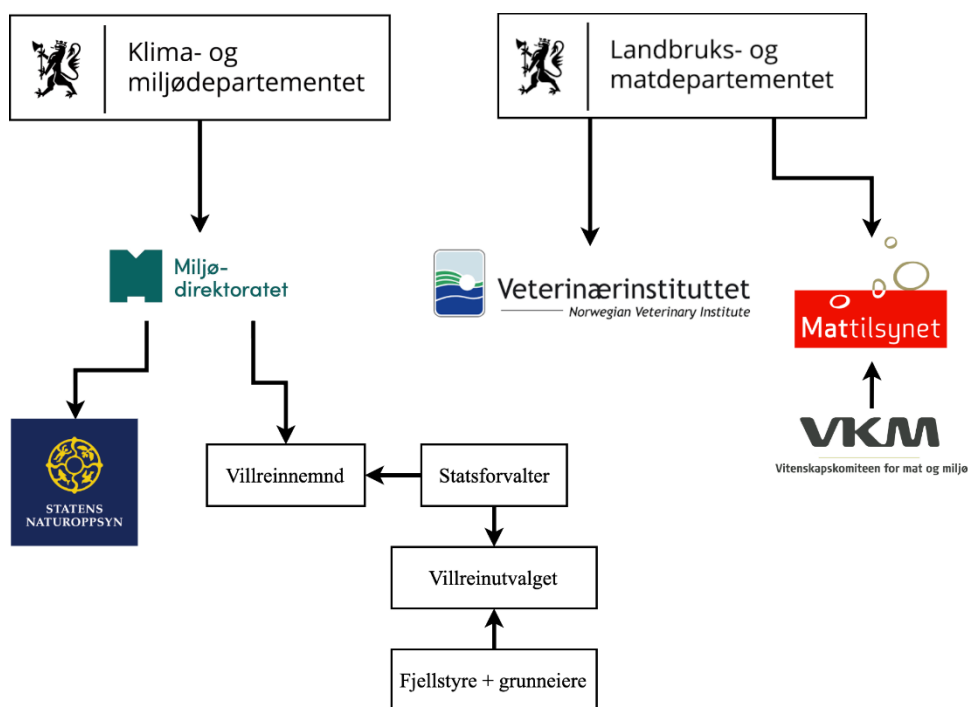 Klima- og
miljødepartementet
Landbruks- og
matdepartementet
Miljø-
direktoratet
Veterinærinstituttet
Norwegian Veterinary Institute
Mattilsynet
STATENS
NATUROPPSYN
VKM
Vitenskapskomiteen for mat og miljø
Villreinnemnd
Statsforvalter
Villreinutvalget
Fjellstyre + grunneiere